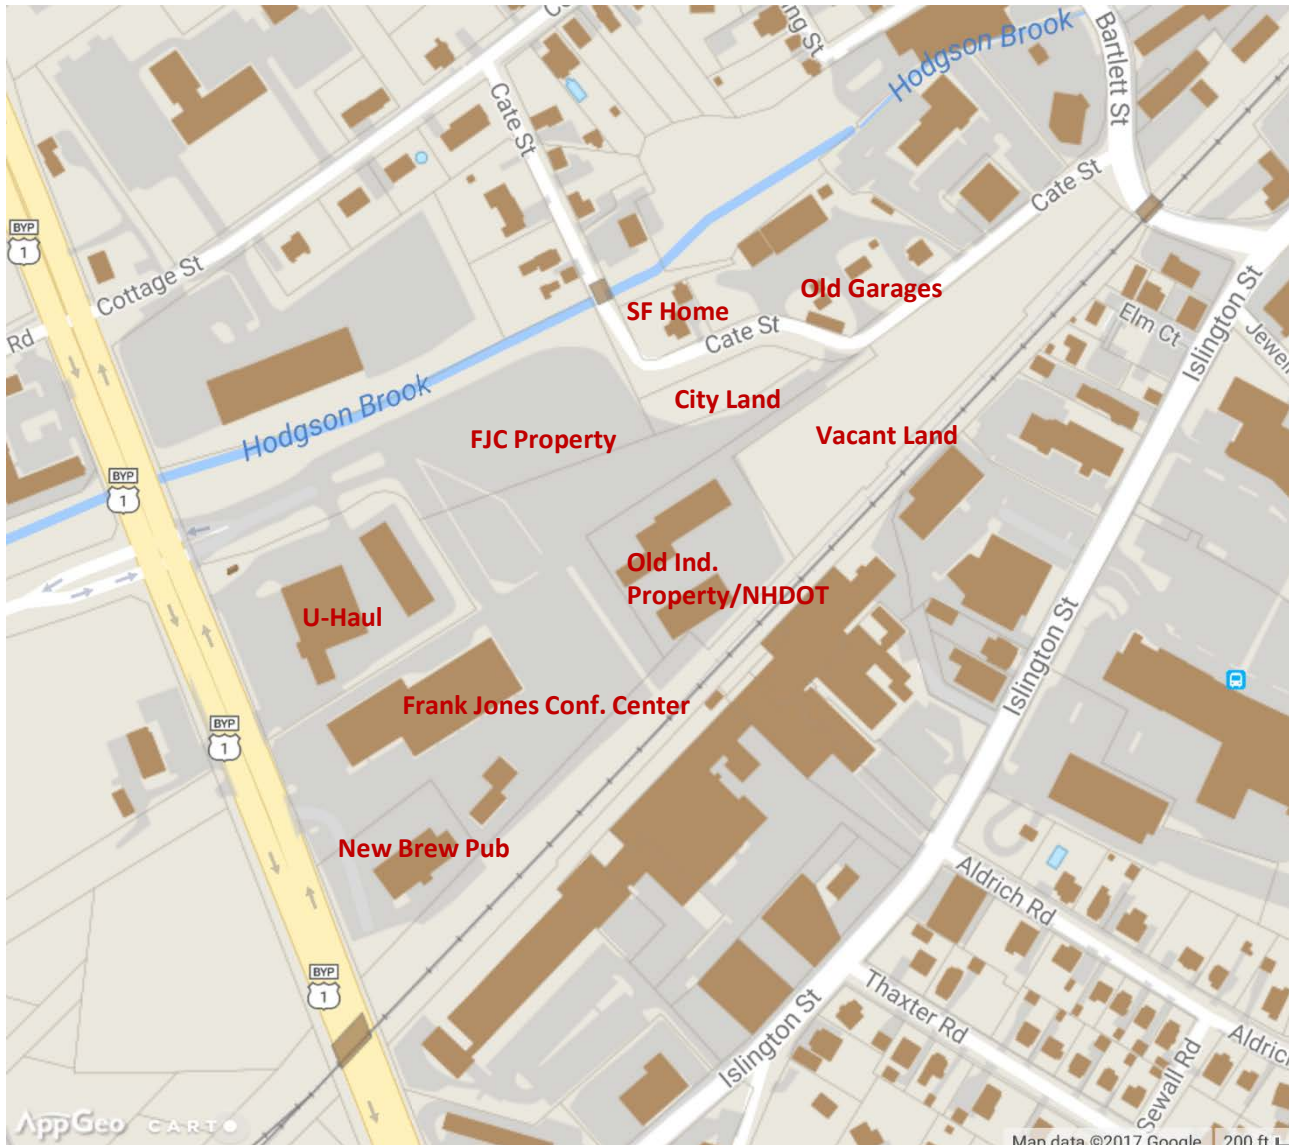 Hodgson Brook
Bartlett St
Cate St
Cate St
BYP
1
Cottage St
Rd
SF Home
Old Garages
Cate St
Elm Ct
Islington St
Hodgson Brook
City Land
FJC Property
Vacant Land
BYP
1
Old Ind.
Property/NHDOT
U-Haul
Islington St
Frank Jones Conf. Center
BYP
1
New Brew Pub
Aldrich Rd
BYP
1
Thaxter Rd
Islington St
Sewall Rd
AppGeo CARTO
Map data ©2017 Google 200 ft